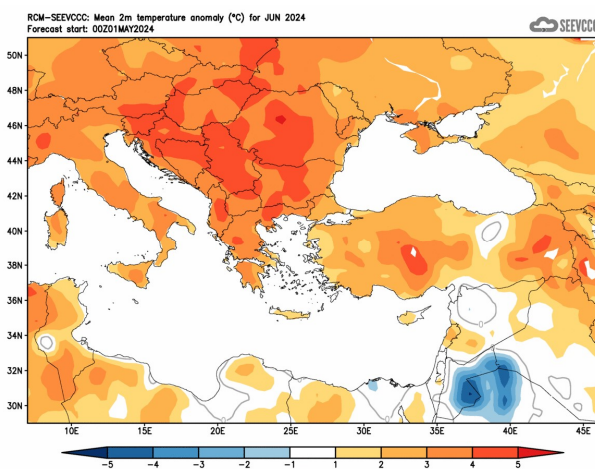 RCM-SEEVCCC: Mean 2m temperature anomaly (°C) for JUN 2024
Forecast start: 00Z01MAY2024
SEEVCCC
50N
48N
46N
44N
42N
40N
38N
36N
34N
32N
30N
10E 15E 20E 25E 30E 35E 40E 45E
-5 -4 -3 -2 -1 1 2 3 4 5